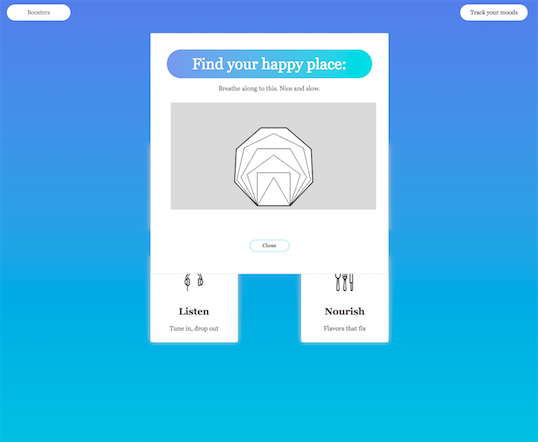 Boosters
Track your moods
Find your happy place:
Breathe along to this. Nice and slow.
Close
Listen
Nourish
Tune in, drop out
Flavors that fix